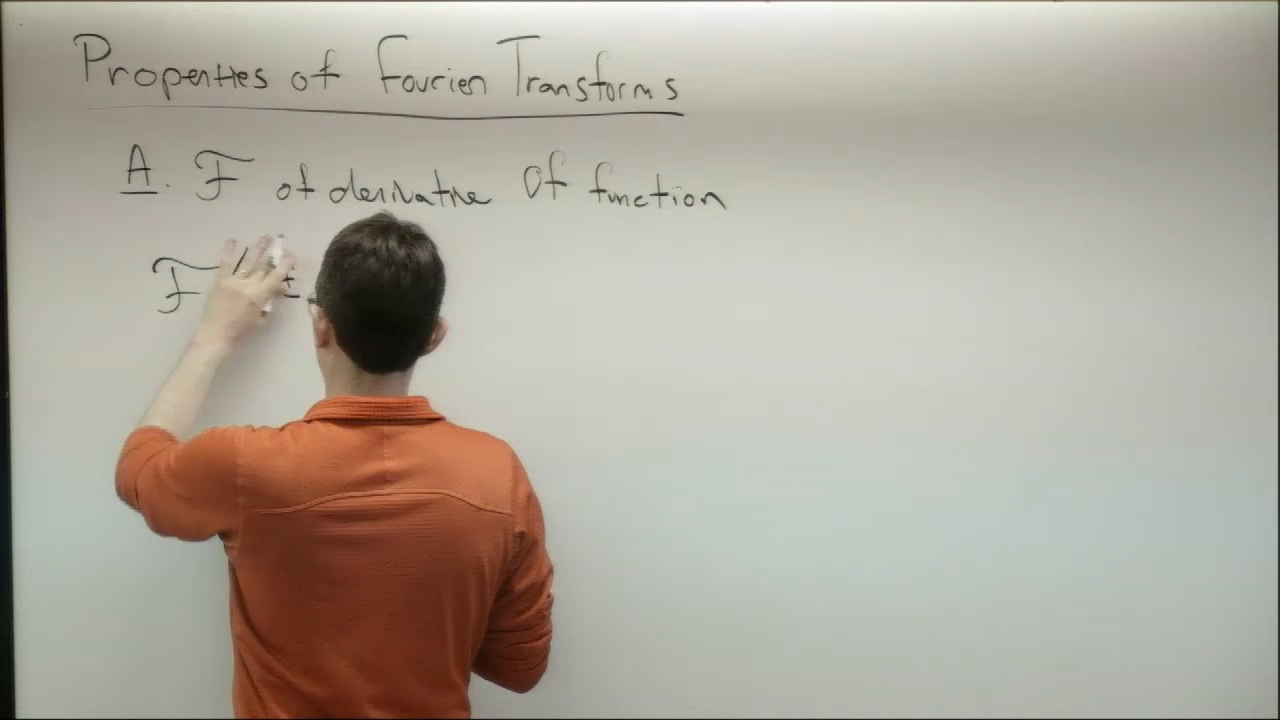 Properties of Fourier Transforms
A. F of derivative of function
F